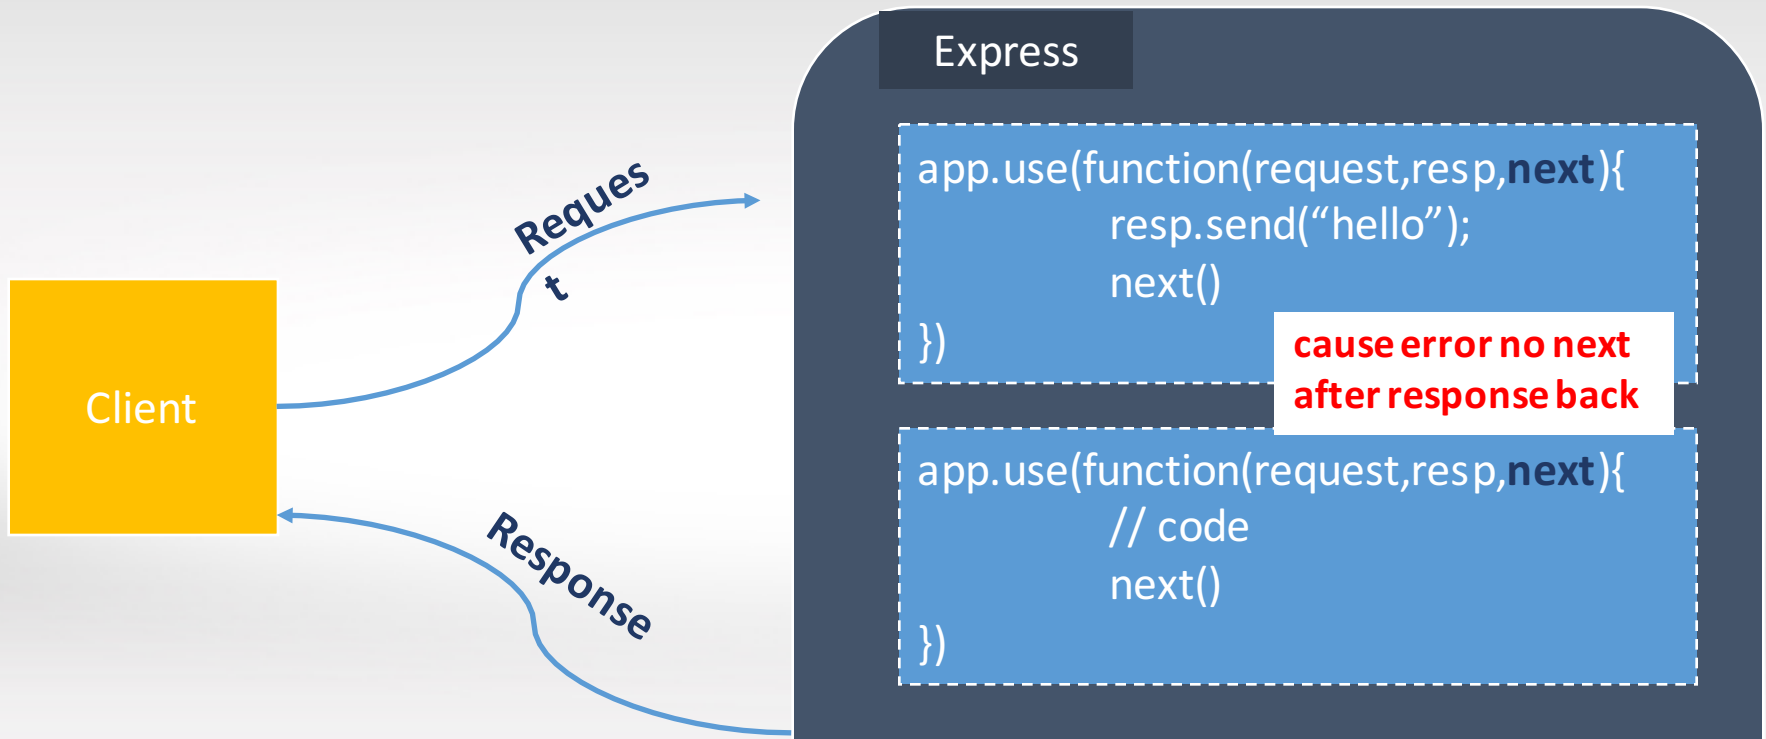 Express
app.use(function(request,resp,next){
resp.send(“hello”);
next()
})
cause error no next
after response back
app.use(function(request,resp,next){
// code
next()
})
Reques
t
Client
Response